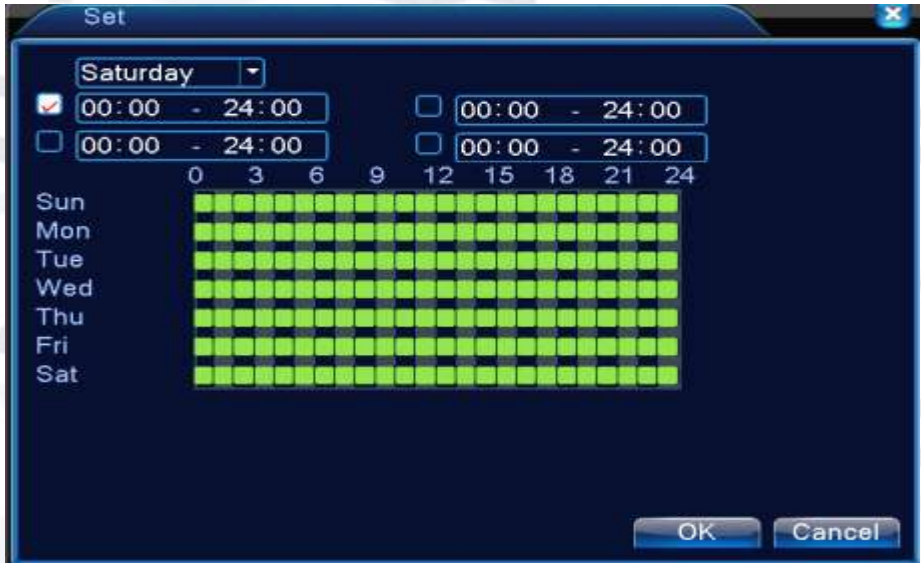 Set
Saturday
00:00 - 24:00 00:00 - 24:00
00:00 - 24:00 00:00 - 24:00
0 3 6 9 12 15 18 21 24
Sun
Mon
Tue
Wed
Thu
Fri
Sat
OK Cancel